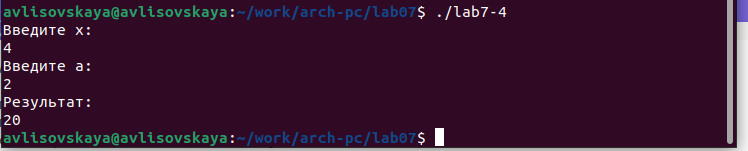 avlisovskaya@avlisovskaya:~/work/arch-pc/lab07$ ./lab7-4
Введите x:
4
Введите a:
2
Результат:
20
avlisovskaya@avlisovskaya:~/work/arch-pc/lab07$